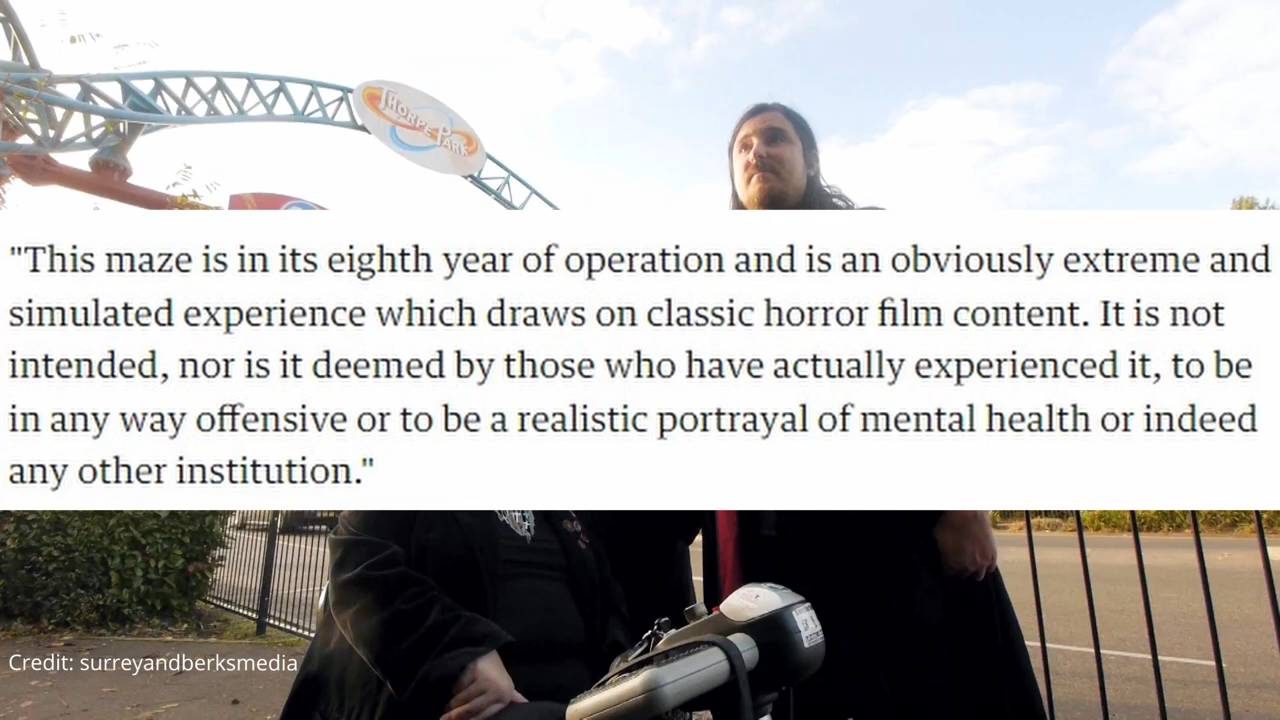 THORPE PARK
"This maze is in its eighth year of operation and is an obviously extreme and
simulated experience which draws on classic horror film content. It is not
intended, nor is it deemed by those who have actually experienced it, to be
in any way offensive or to be a realistic portrayal of mental health or indeed
any other institution."
Credit: surreyandberksmedia